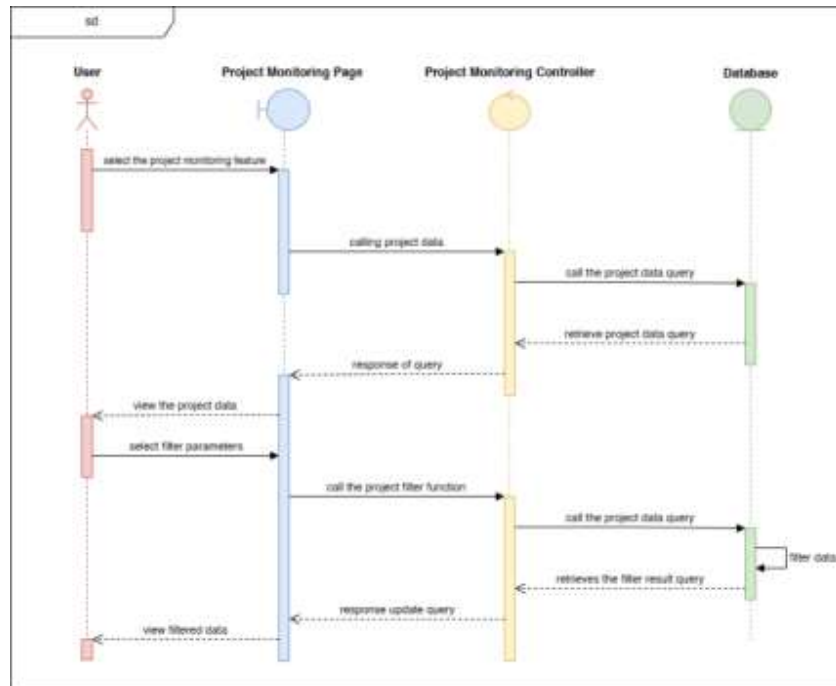 sd
User
Project Monitoring Page
Project Monitoring Controller
Database
select the project monitoring feature
calling project data
call the project data query
retrieve project data query
response of query
view the project data
select filter parameters
call the project filter function
call the project data query
filter data
retrieves the filter result query
response update query
view filtered data